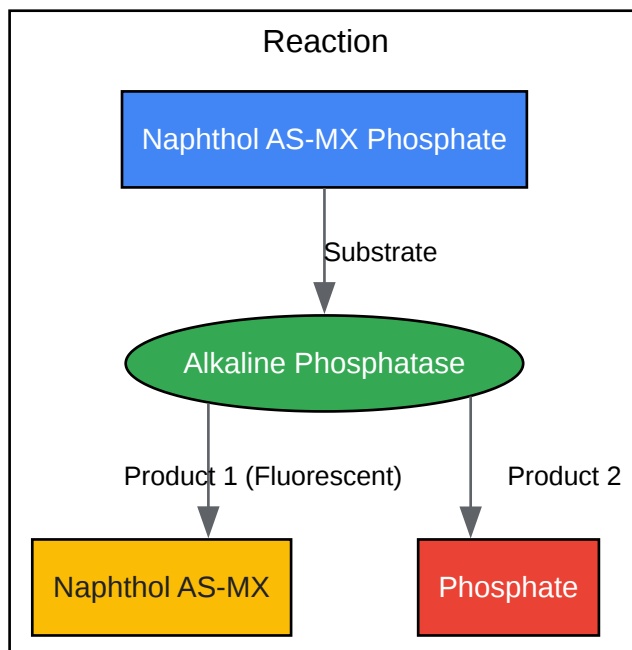 Reaction
Naphthol AS-MX Phosphate
Substrate
Alkaline Phosphatase
Product 1 (Fluorescent)
Product 2
Naphthol AS-MX
Phosphate